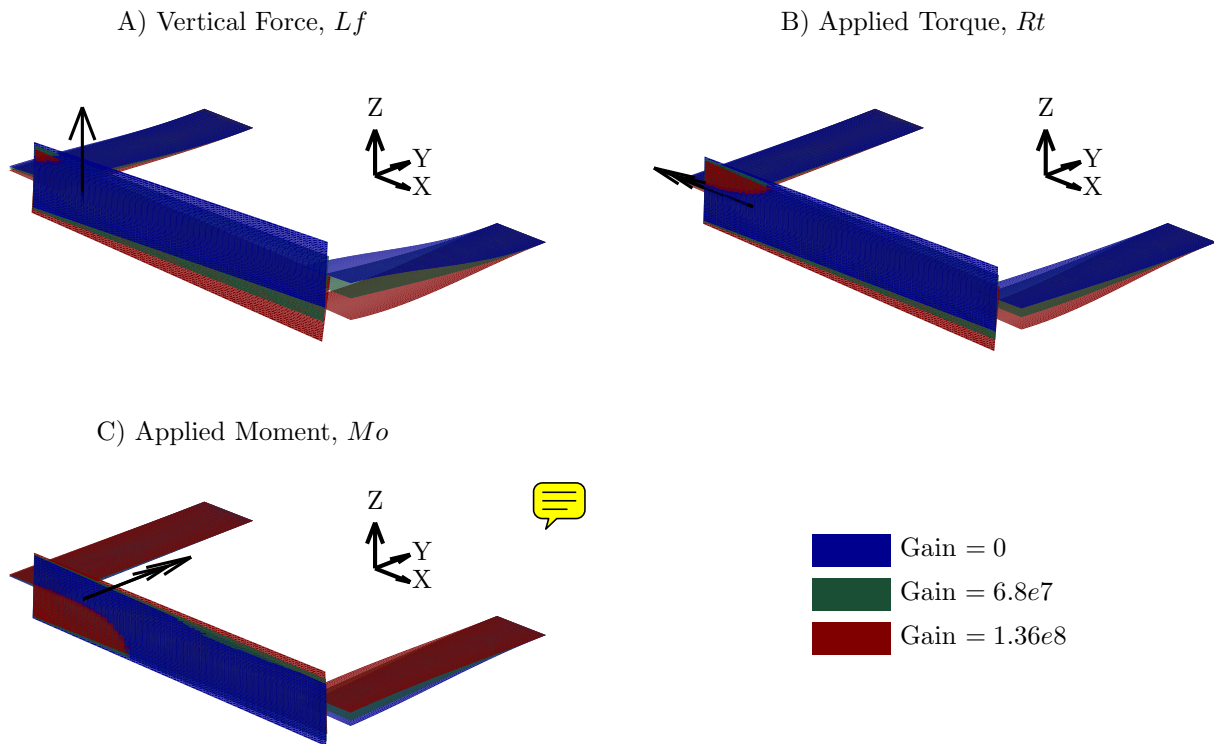 A) Vertical Force, Lf
B) Applied Torque, Rt
Z
Y
X
Z
Y
X
C) Applied Moment, Mo
Z
Y
X
Gain = 0
Gain = 6.8e7
Gain = 1.36e8